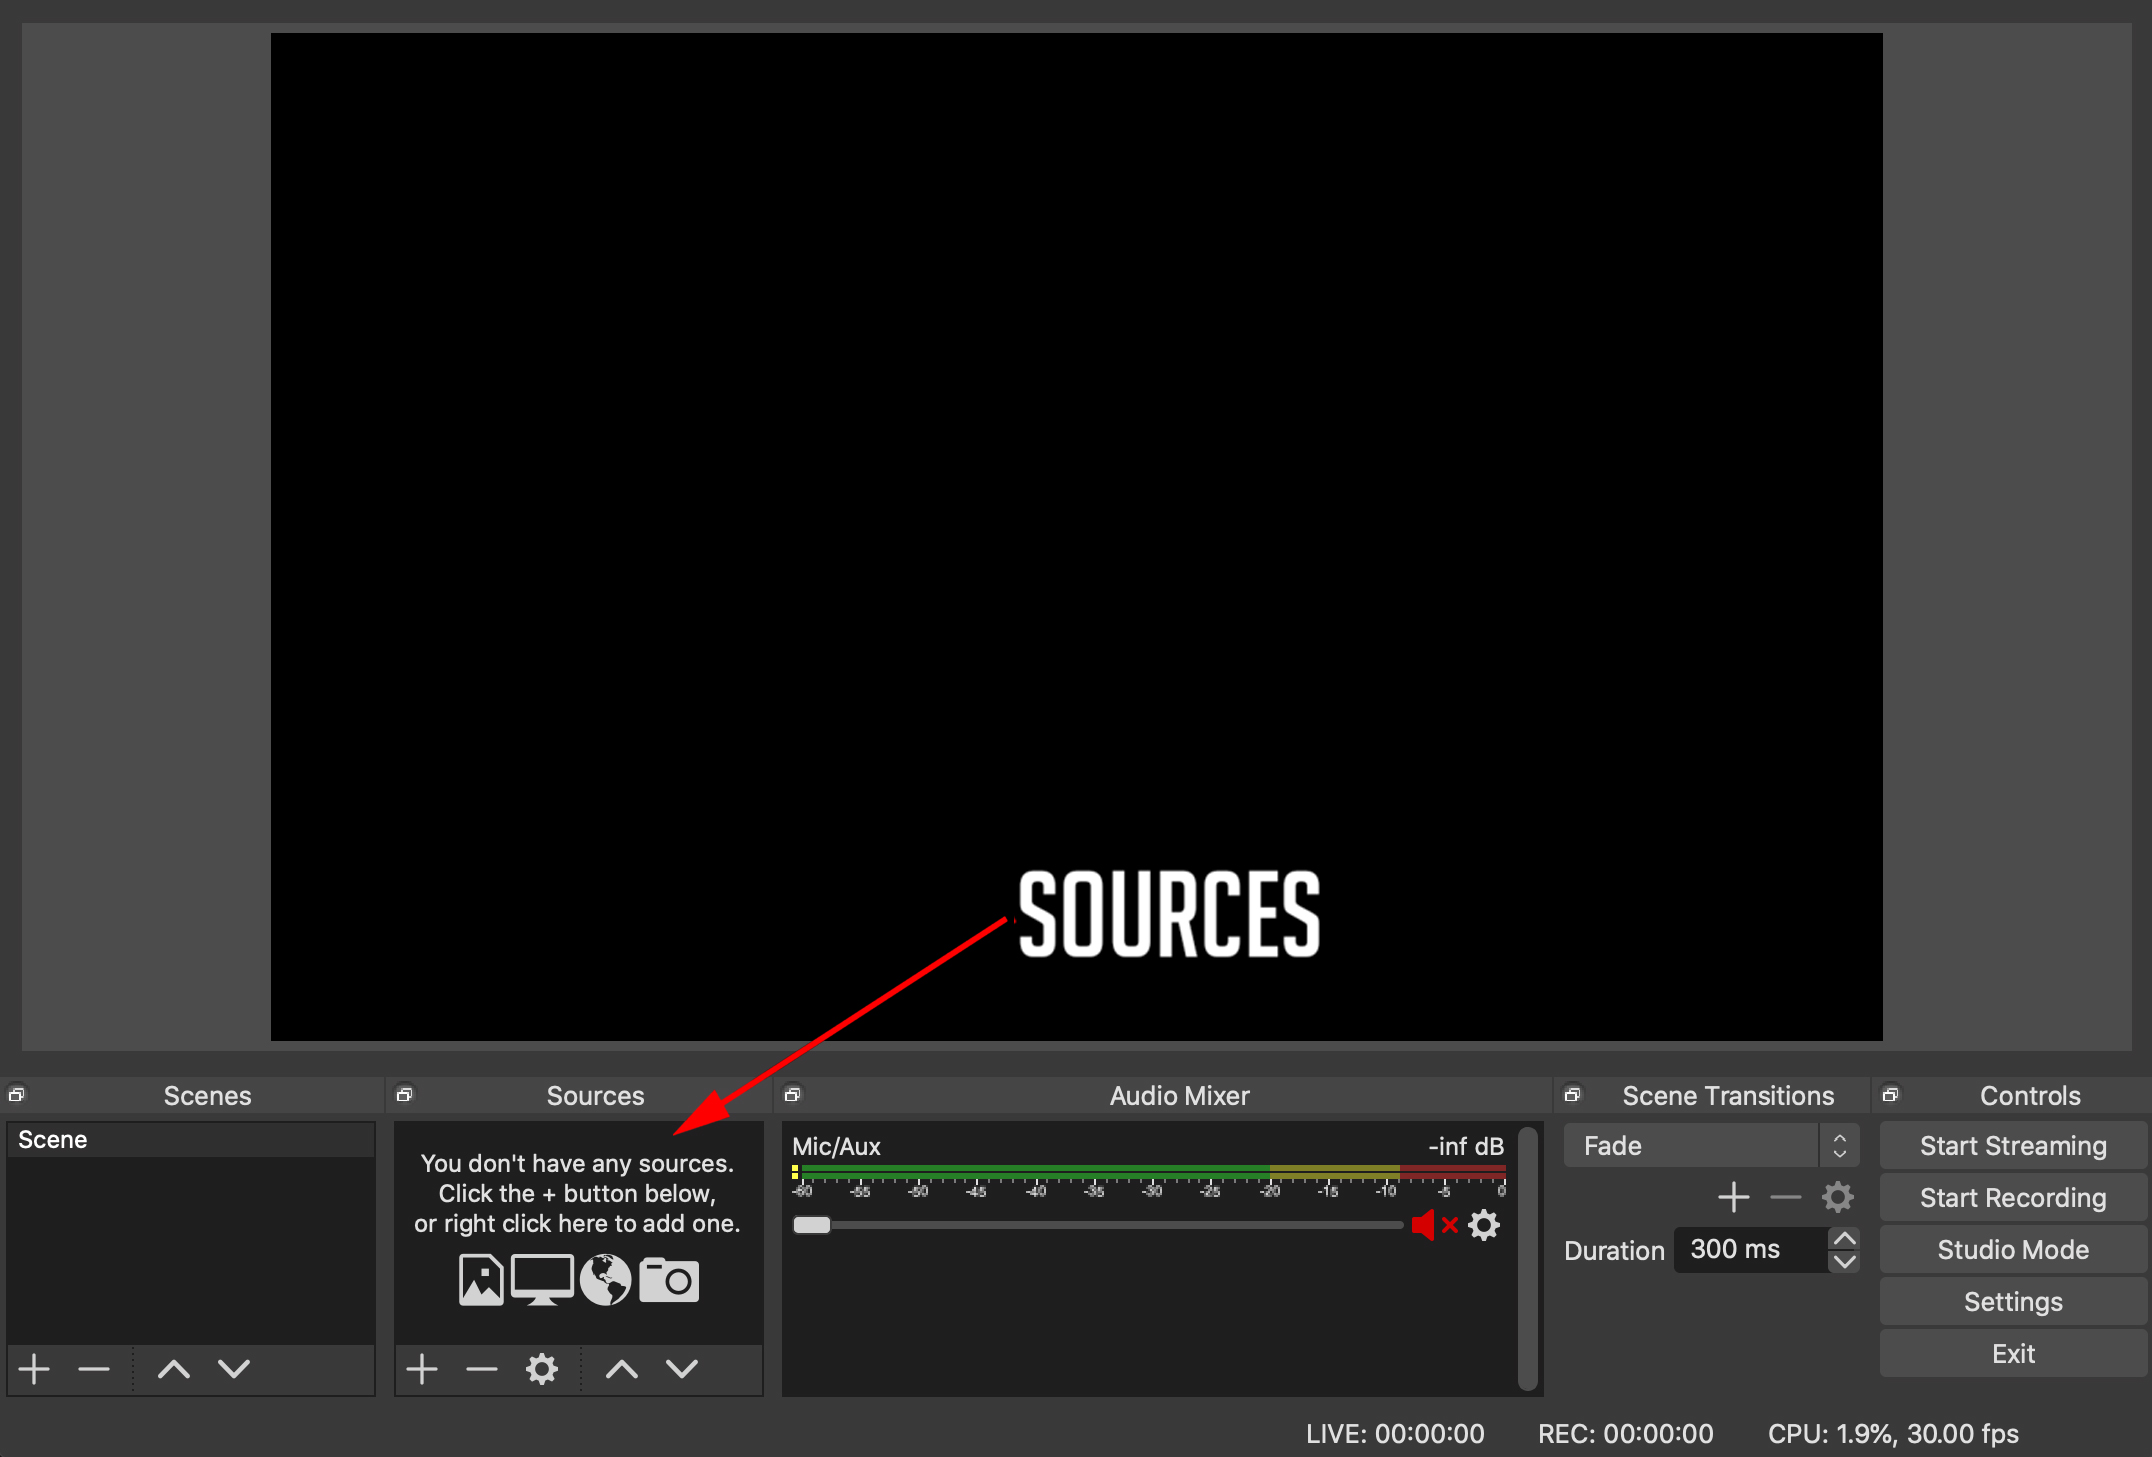 SOURCES
Scenes
Scene
Sources
You don't have any sources.
Click the + button below,
or right click here to add one.
Audio Mixer
Mic/Aux
-inf dB
-60 -55 -50 -45 -40 -35 -30 -25 -20 -15 -10 -5 0
Scene Transitions
Fade
Duration 300 ms
Controls
Start Streaming
Start Recording
Studio Mode
Settings
Exit
LIVE: 00:00:00 REC: 00:00:00 CPU: 1.9%, 30.00 fps